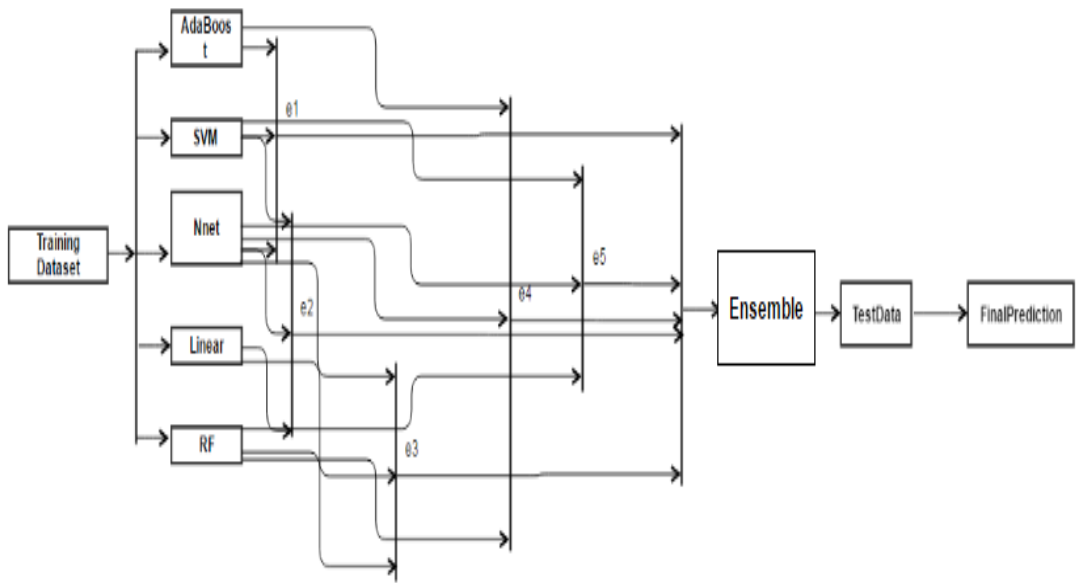 AdaBoos
t
e1
SVM
Nnet
Training
Dataset
e5
e4
e2
Ensemble
TestData
FinalPrediction
Linear
e3
RF